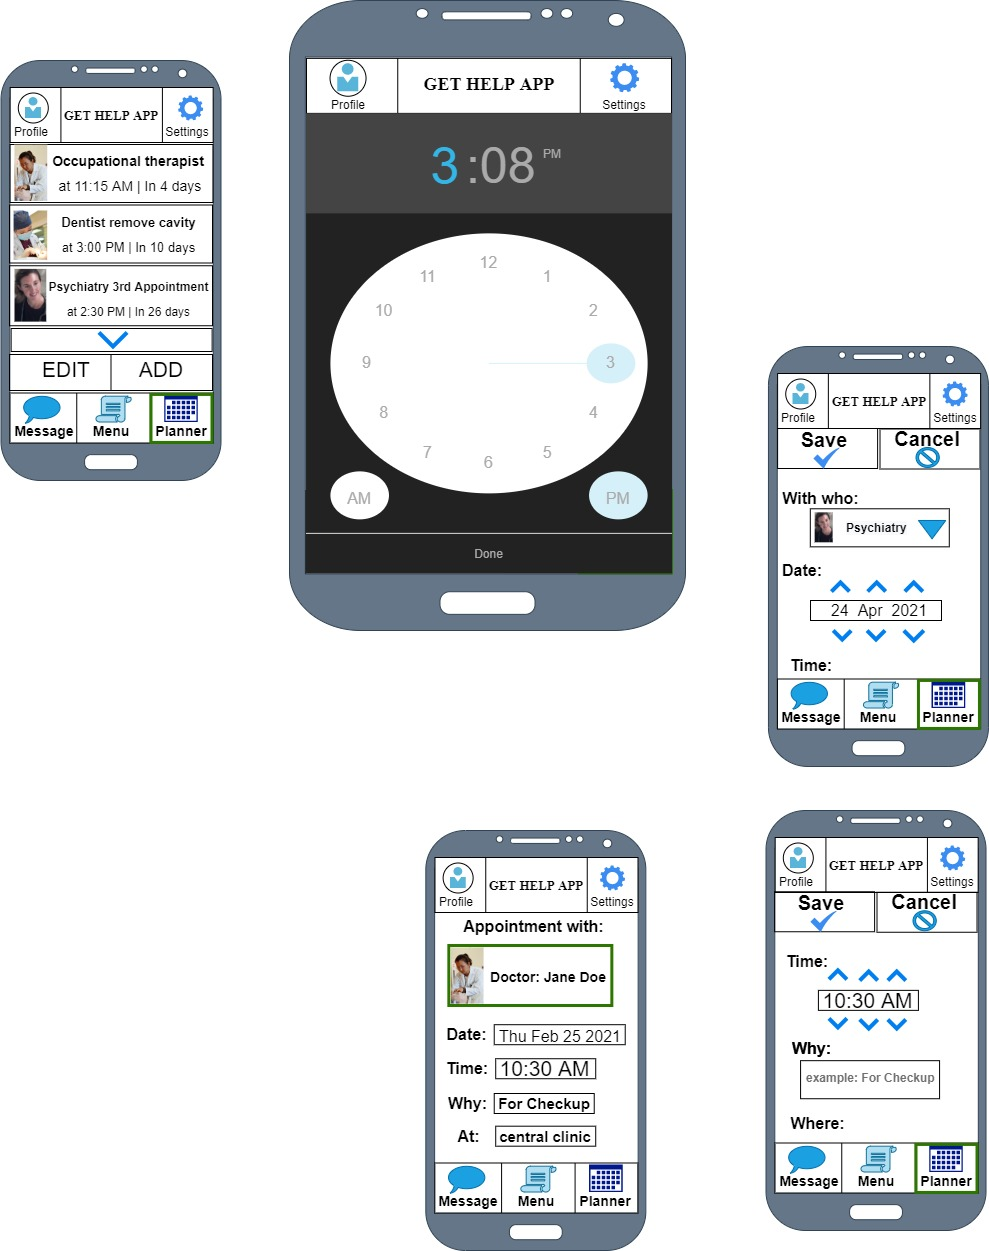 Profile
GET HELP APP
Settings
Occupational therapist
at 11:15 AM | In 4 days
Dentist remove cavity
at 3:00 PM | In 10 days
Psychiatry 3rd Appointment
at 2:30 PM | In 26 days
EDIT
ADD
Message
Menu
Planner
Profile
GET HELP APP
Settings
3:08 PM
12
1
2
3
4
5
6
7
8
9
10
11
AM
PM
Done
Profile
GET HELP APP
Settings
Save
Cancel
With who:
Psychiatry
Date:
24 Apr 2021
Time:
Message
Menu
Planner
Profile
GET HELP APP
Settings
Appointment with:
Doctor: Jane Doe
Date: Thu Feb 25 2021
Time: 10:30 AM
Why: For Checkup
At: central clinic
Message
Menu
Planner
Profile
GET HELP APP
Settings
Save
Cancel
Time:
10:30 AM
Why:
example: For Checkup
Where:
Message
Menu
Planner